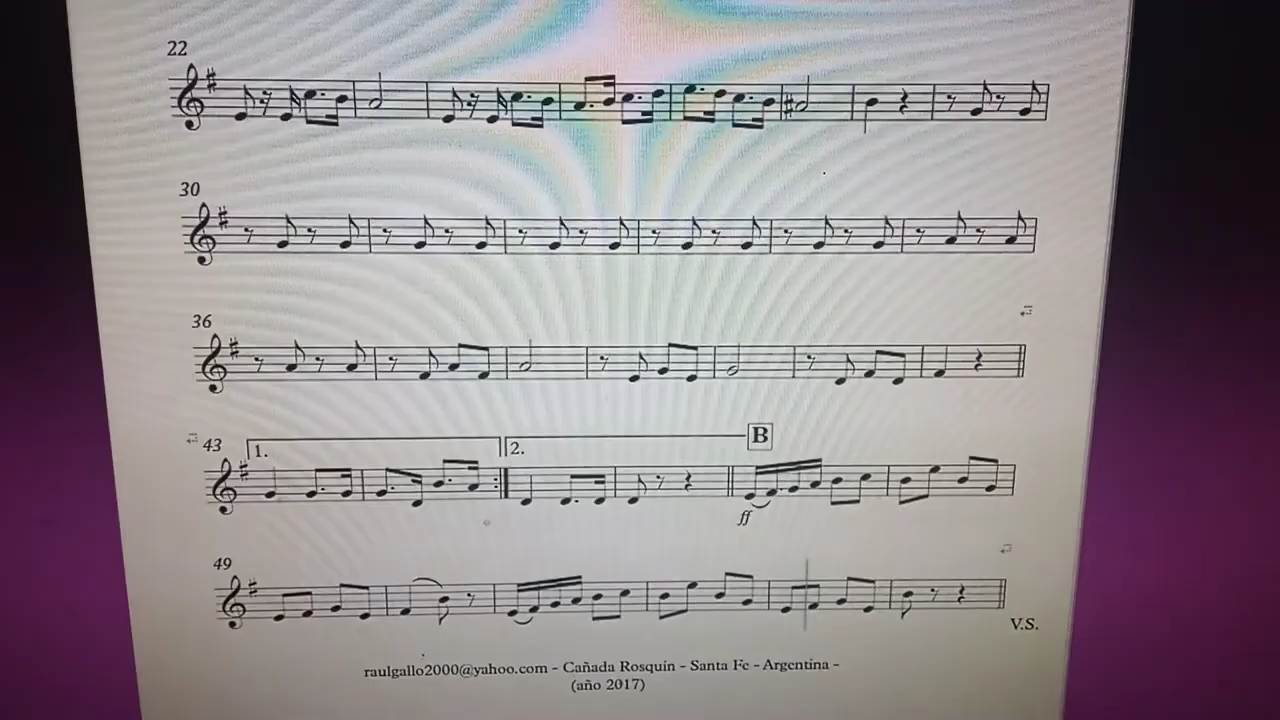 22
30
36
43 1. 2. B
ff
49
V.S.
raulgallo2000@yahoo.com - Cañada Rosquín - Santa Fe - Argentina -
(año 2017)